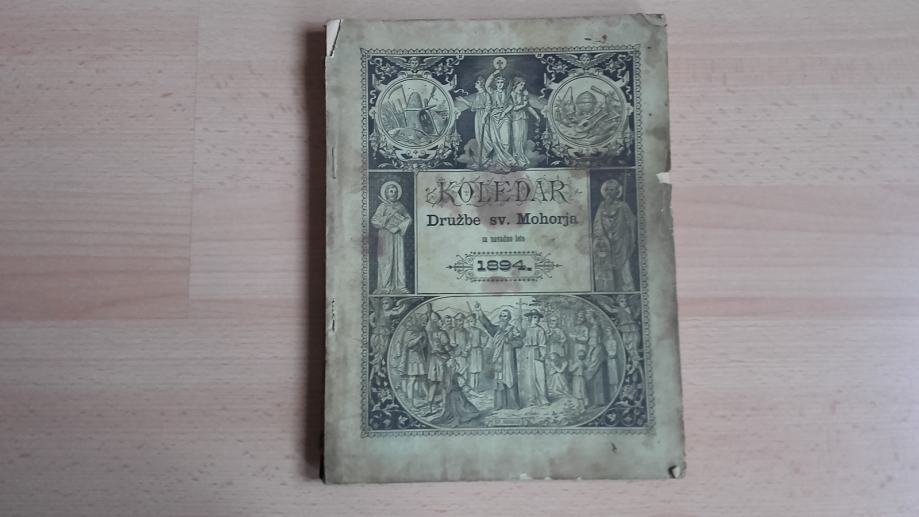 KOLEDAR
Družbe sv. Mohorja
za navadno leto
1894.